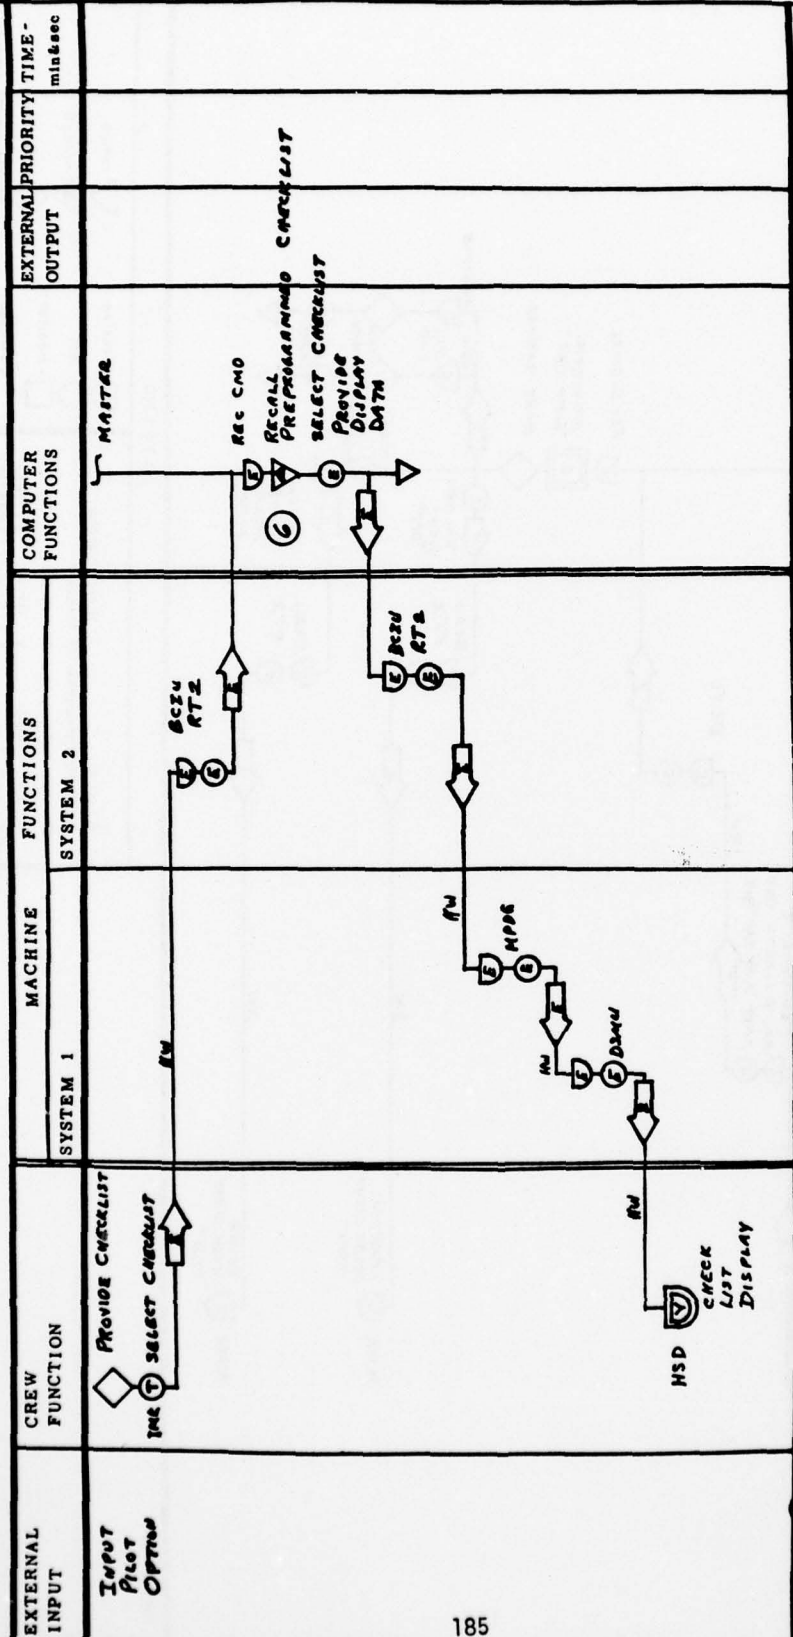 EXTERNAL
INPUT
CREW
FUNCTION
MACHINE FUNCTIONS
SYSTEM 1
SYSTEM 2
COMPUTER
FUNCTIONS
EXTERNAL
OUTPUT
PRIORITY
TIME-
min&sec
INPUT
PILOT
OPTION
PROVIDE CHECKLIST
T
SELECT CHECKLIST
HW
BCIU
RT2
E
E
E
MASTER
E
REC CMD
RECALL
PREPROGRAMMED CHECKLIST
6
E
SELECT CHECKLIST
PROVIDE
DISPLAY
DATA
E
BCIU
RT2
E
E
HW
MPDG
E
E
HW
DSMU
E
E
HW
HSD
V
CHECK
LIST
DISPLAY
185